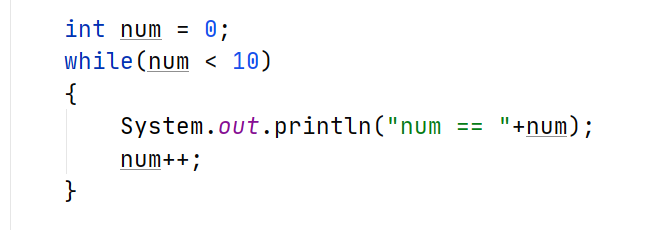 int num = 0;
while(num < 10)
{
System.out.println("num == "+num);
num++;
}